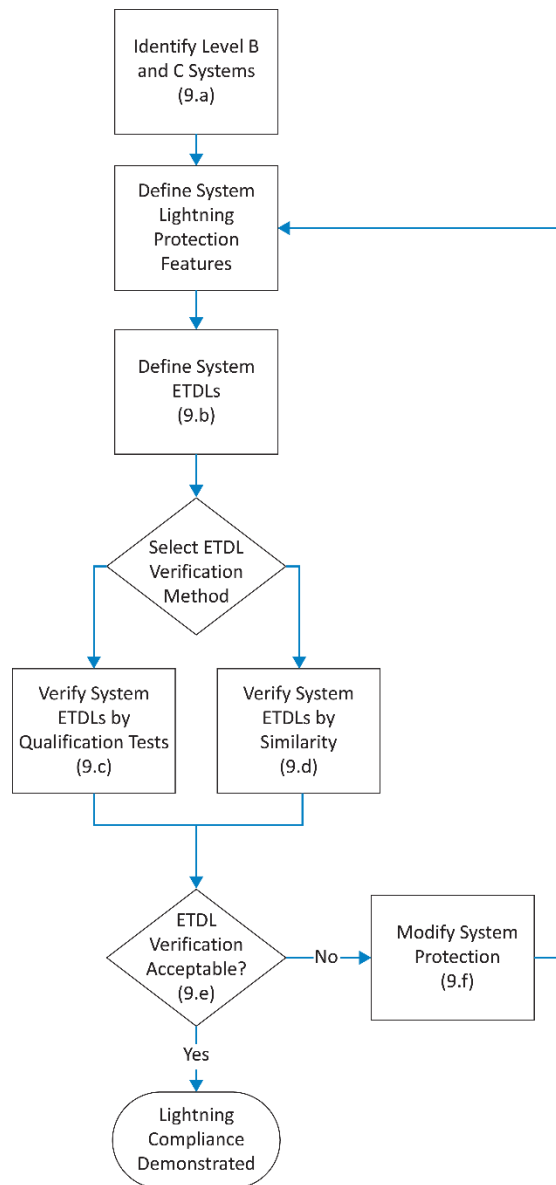 Identify Level B
and C Systems
(9.a)
Define System
Lightning
Protection
Features
Define System
ETDLs
(9.b)
Select ETDL
Verification
Method
Verify System
ETDLs by
Qualification Tests
(9.c)
Verify System
ETDLs by
Similarity
(9.d)
ETDL
Verification
Acceptable?
(9.e)
No
Modify System
Protection
(9.f)
Yes
Lightning
Compliance
Demonstrated